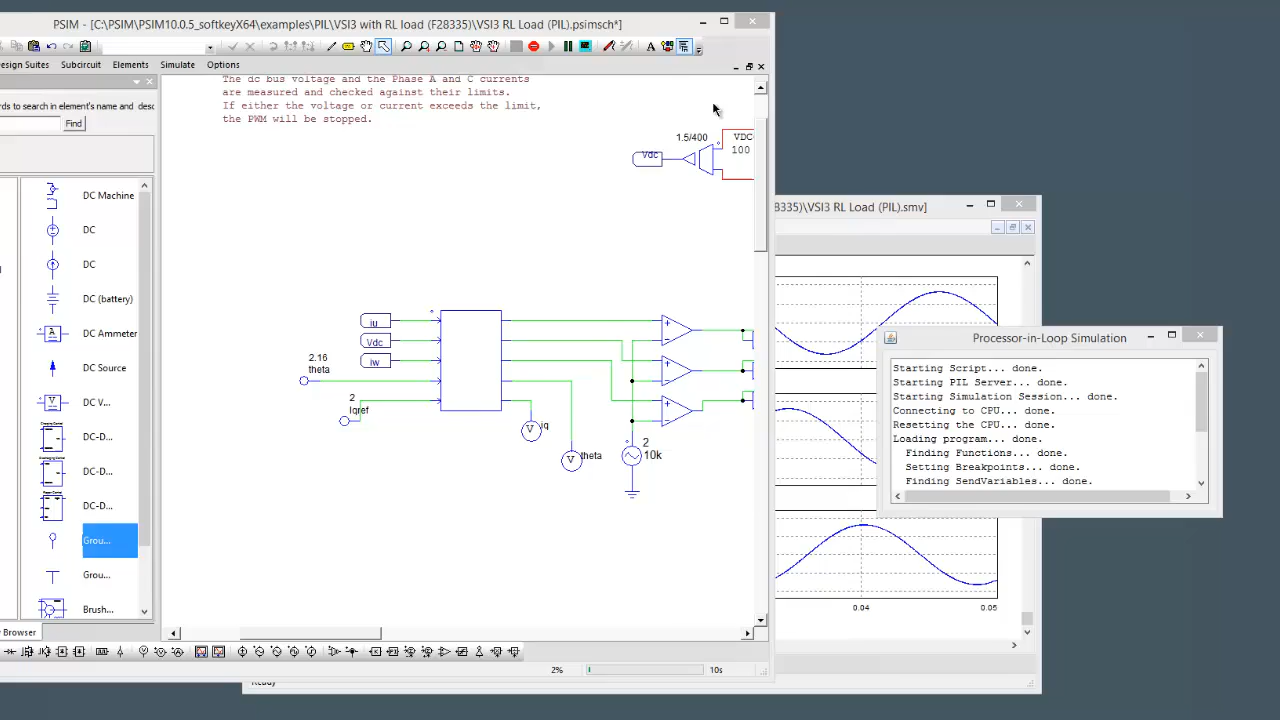 PSIM - [C:\PSIM\PSIM10.0.5_softkeyX64\examples\PIL\VSI3 with RL load (F28335)\VSI3 RL Load (PIL).psimsch*]
esign Suites Subcircuit Elements Simulate Options
rds to search in element's name and desc
Find
DC Machine
DC
DC
DC (battery)
DC Ammeter
DC Source
DC V...
DC-D...
DC-D...
DC-D...
Grou...
Grou...
Brush...
Browser
The dc bus voltage and the Phase A and C currents
are measured and checked against their limits.
If either the voltage or current exceeds the limit,
the PWM will be stopped.
1.5/400
VDC
100
Vdc
iu
Vdc
iw
2.16
theta
2
Iqref
iq
V
theta
V
2
10k
2%
10s
8335)\VSI3 RL Load (PIL).smv]
0.04
0.05
Ready
Processor-in-Loop Simulation
Starting Script... done.
Starting PIL Server... done.
Starting Simulation Session... done.
Connecting to CPU... done.
Resetting the CPU... done.
Loading program... done.
Finding Functions... done.
Setting Breakpoints... done.
Finding SendVariables... done.